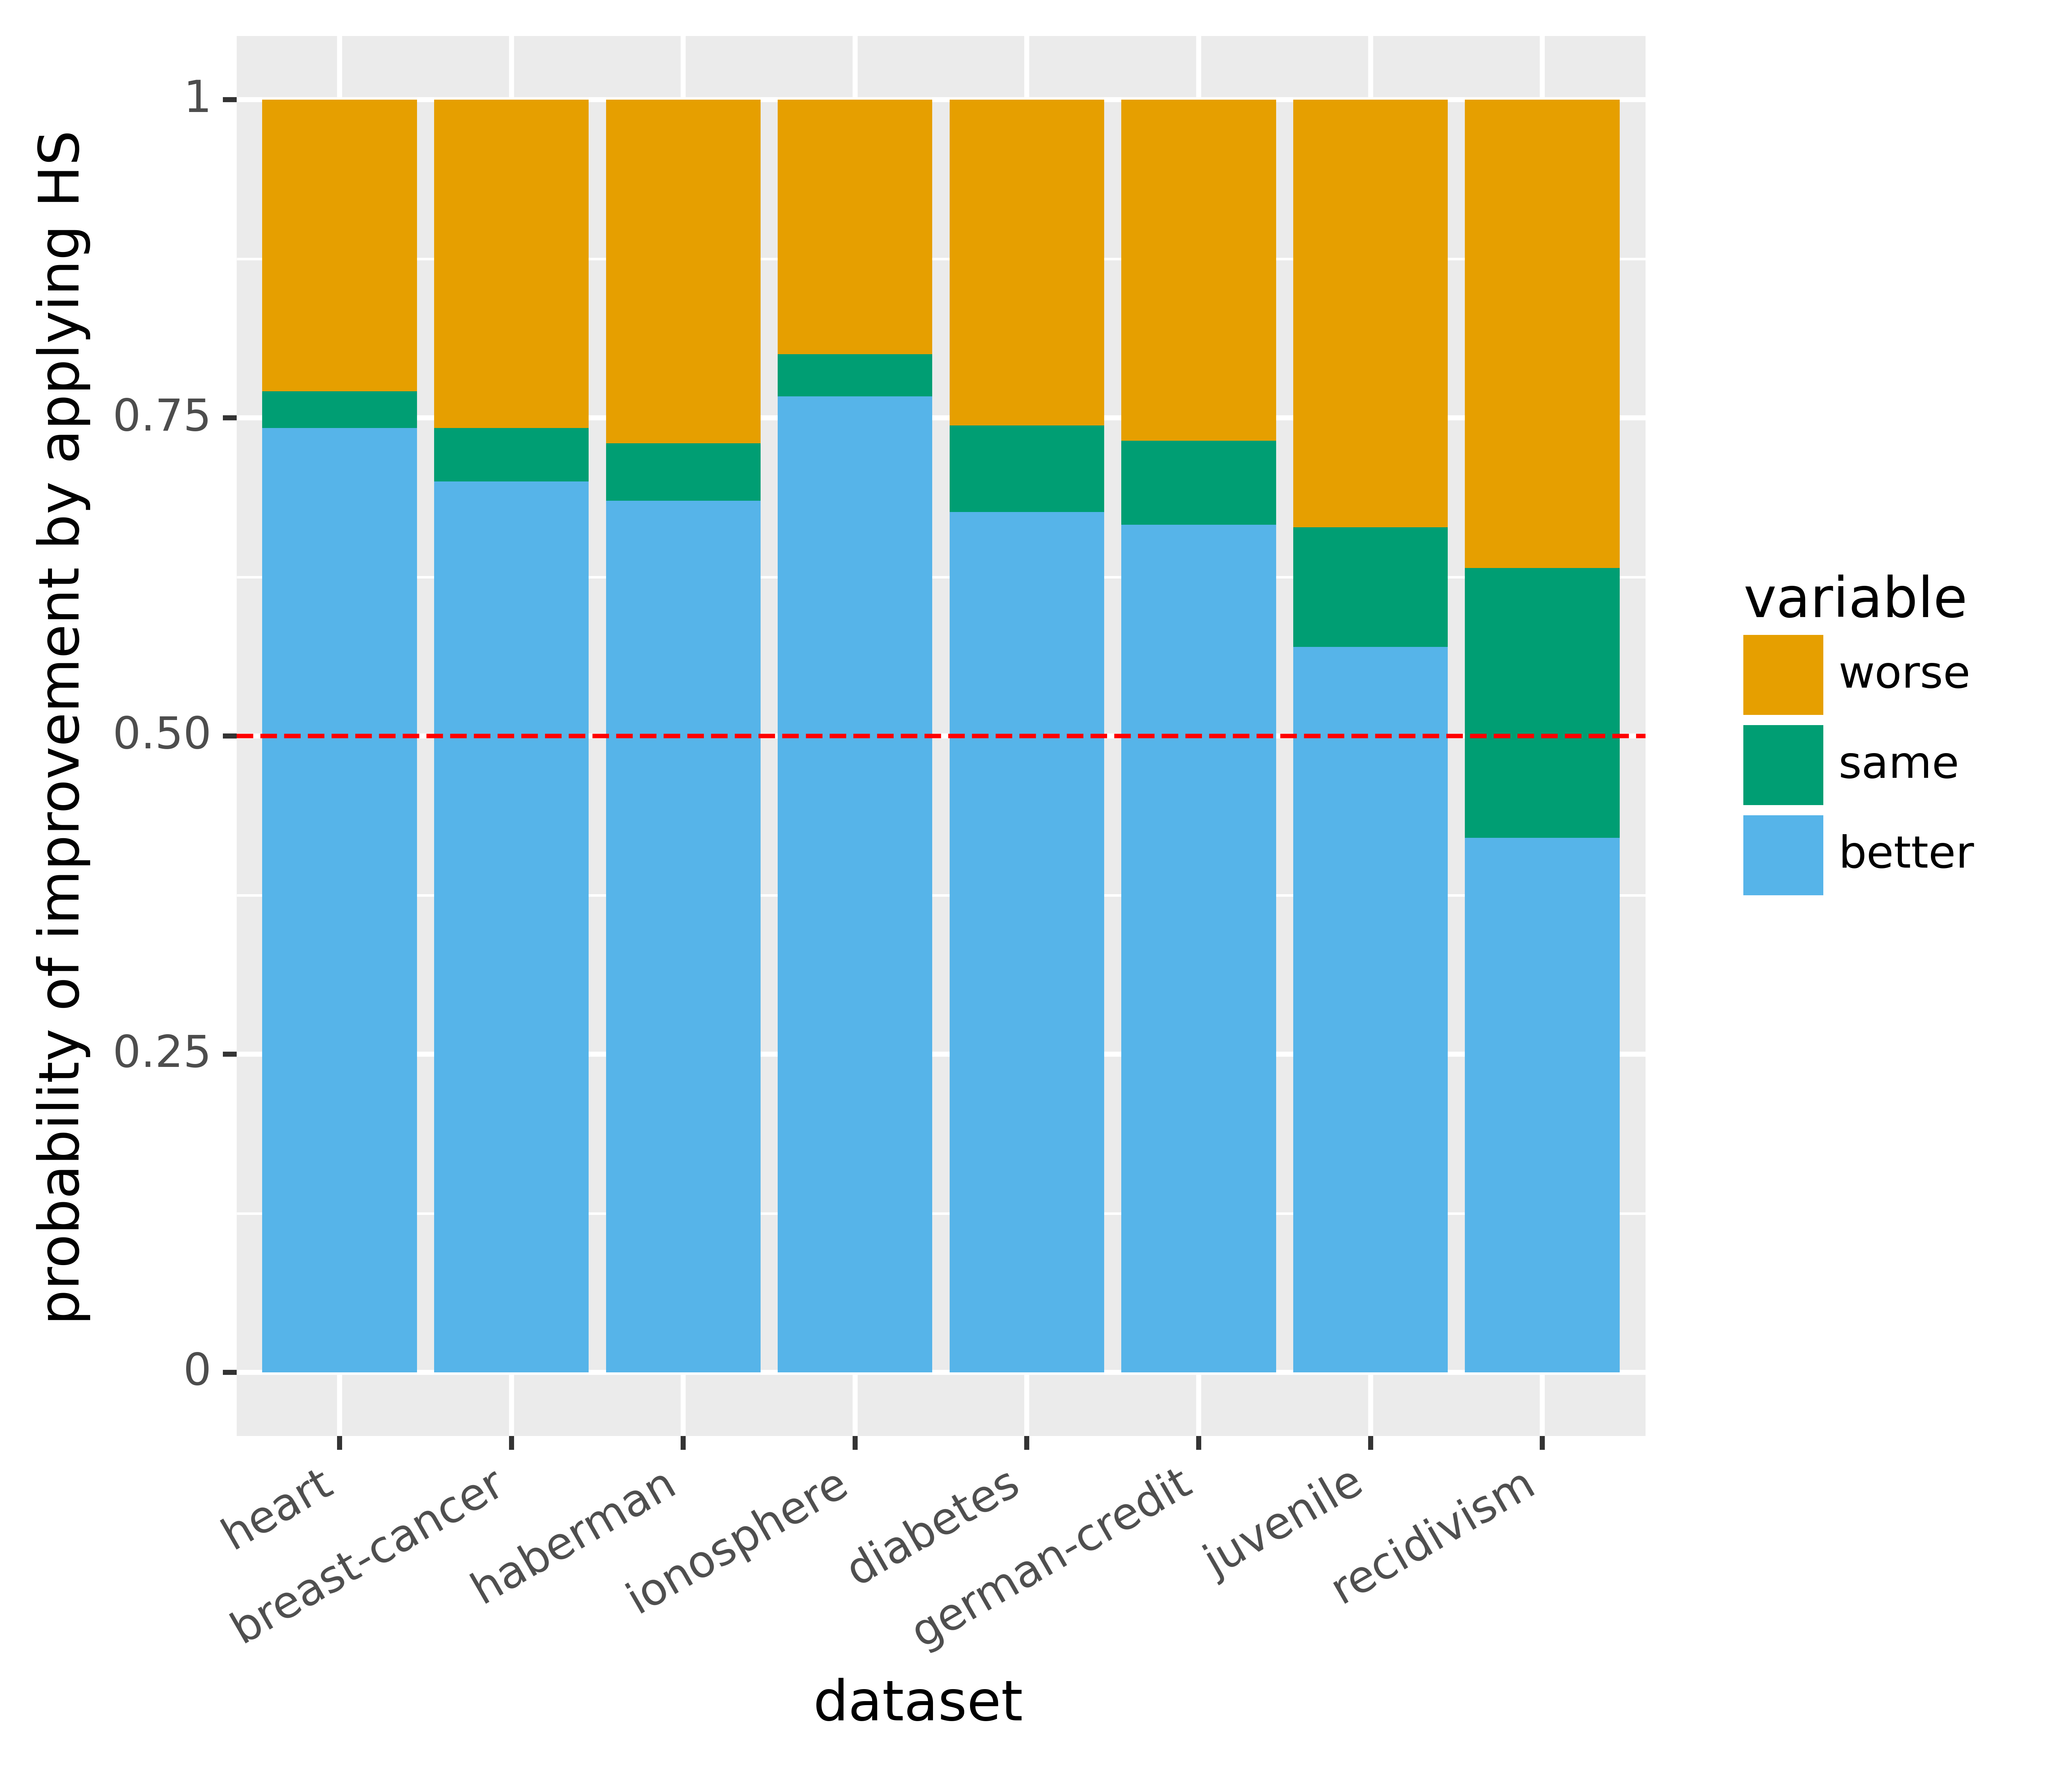 probability of improvement by applying HS
1
0.75
0.50
0.25
0
heart
breast-cancer
haberman
ionosphere
diabetes
german-credit
juvenile
recidivism
dataset
variable
worse
same
better